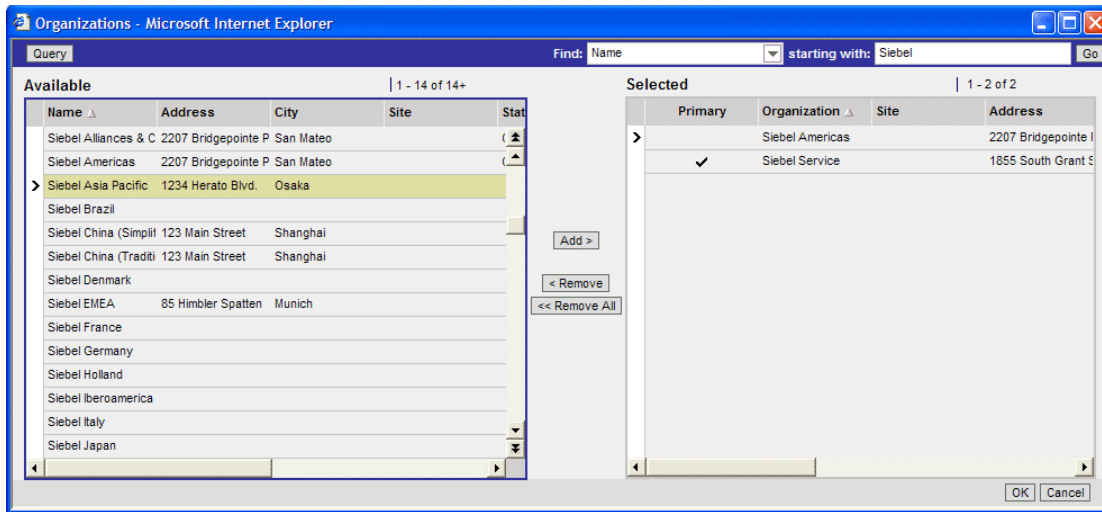 Organizations - Microsoft Internet Explorer
Query Find: Name starting with: Siebel Go
Available 1 - 14 of 14+ Selected 1 - 2 of 2
Name Address City Site Stat Primary Organization Site Address
Siebel Alliances & C 2207 Bridgepointe P San Mateo Siebel Americas 2207 Bridgepointe
Siebel Americas 2207 Bridgepointe P San Mateo Siebel Service 1855 South Grant S
Siebel Asia Pacific 1234 Herato Blvd. Osaka
Siebel Brazil
Siebel China (Simplif 123 Main Street Shanghai
Add >
Siebel China (Traditi 123 Main Street Shanghai
Siebel Denmark
< Remove
Siebel EMEA 85 Himbler Spatten Munich
<< Remove All
Siebel France
Siebel Germany
Siebel Holland
Siebel Iberoamerica
Siebel Italy
Siebel Japan
OK Cancel